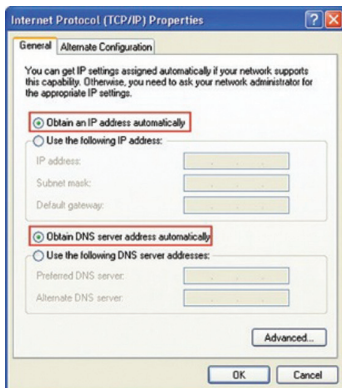 Internet Protocol (TCP/IP) Properties
General
Alternate Configuration
You can get IP settings assigned automatically if your network supports
this capability. Otherwise, you need to ask your network administrator for
the appropriate IP settings.
Obtain an IP address automatically
Use the following IP address:
IP address:
Subnet mask:
Default gateway:
Obtain DNS server address automatically
Use the following DNS server addresses:
Preferred DNS server:
Alternate DNS server:
Advanced...
OK
Cancel